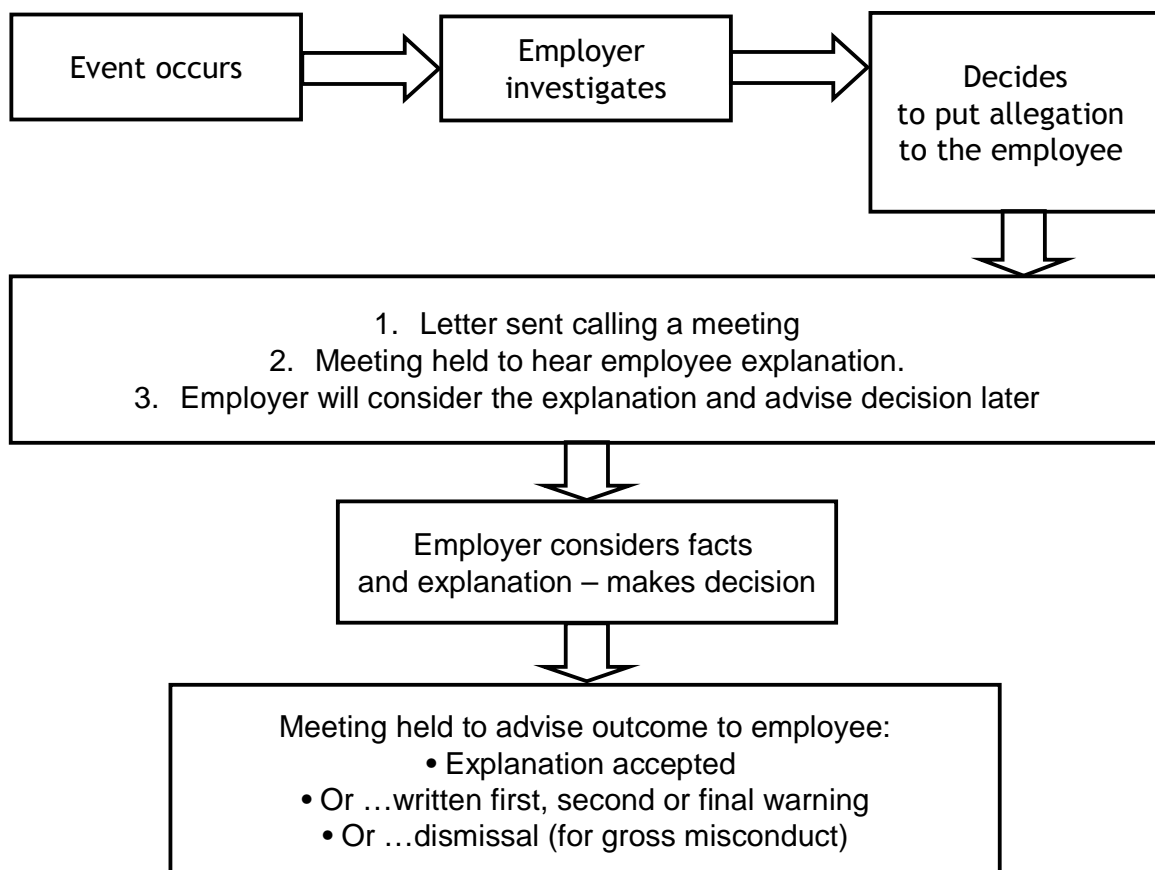 Event occurs
Employer
investigates
Decides
to put allegation
to the employee
1. Letter sent calling a meeting
2. Meeting held to hear employee explanation.
3. Employer will consider the explanation and advise decision later
Employer considers facts
and explanation – makes decision
Meeting held to advise outcome to employee:
• Explanation accepted
• Or …written first, second or final warning
• Or …dismissal (for gross misconduct)